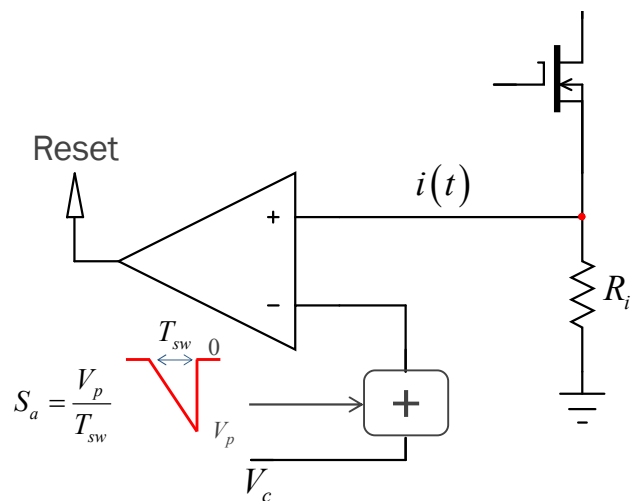 Reset
i(t)
+
R_i
−
T_sw
0
S_a = V_p / T_sw
V_p
+
V_c